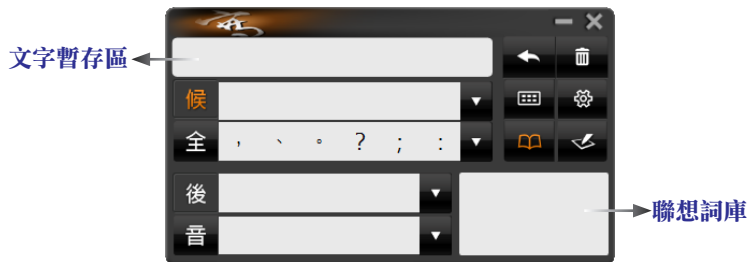 文字暫存區
候
全 , 、 。 ? ; :
後
音
聯想詞庫